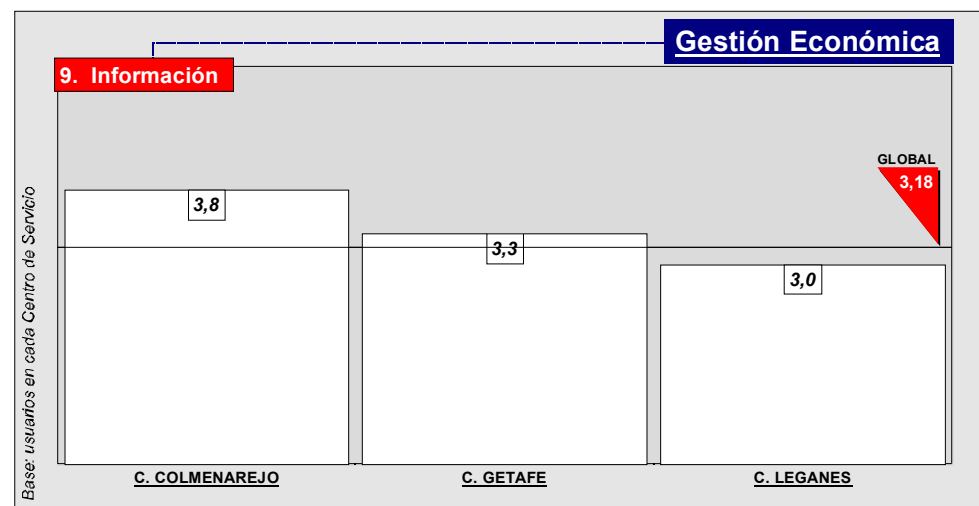 Gestión Económica
9. Información
GLOBAL
3,18
3,8
3,3
3,0
Base: usuarios en cada Centro de Servicio
C. COLMENAREJO
C. GETAFE
C. LEGANES